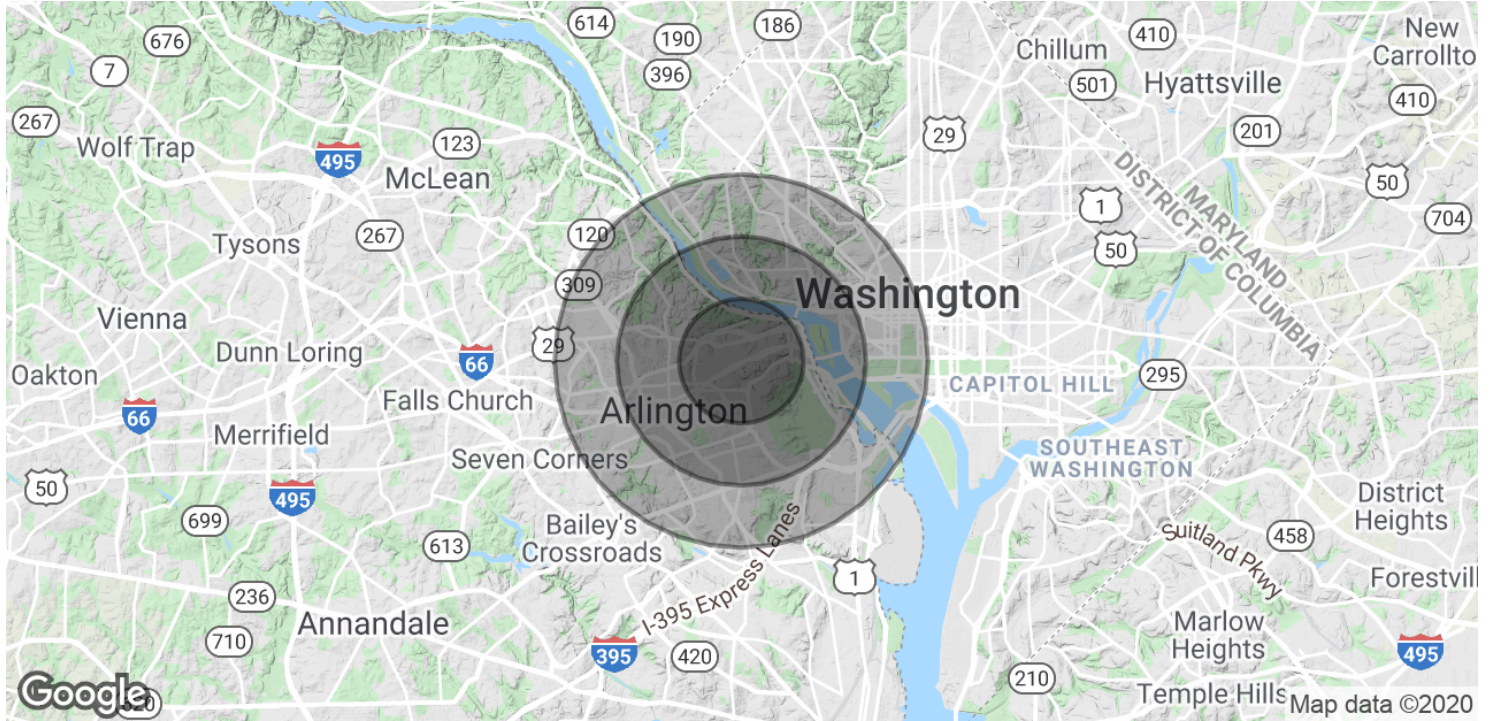 614
186
676
190
Chillum
410
New
Carrollto
7
396
501
Hyattsville
410
267
Wolf Trap
123
29
201
495
McLean
50
DISTRICT OF COLUMBIA
MARYLAND
1
704
Tysons
267
120
50
309
Washington
Vienna
29
Dunn Loring
66
Oakton
CAPITOL HILL
295
Falls Church
Arlington
66
Merrifield
Seven Corners
SOUTHEAST
WASHINGTON
50
495
District
Heights
699
Bailey's
Crossroads
613
I-395 Express Lanes
Suitland Pkwy
458
1
Forestvill
236
Annandale
710
Marlow
Heights
395
420
495
210
Temple Hills
Google
Map data ©2020